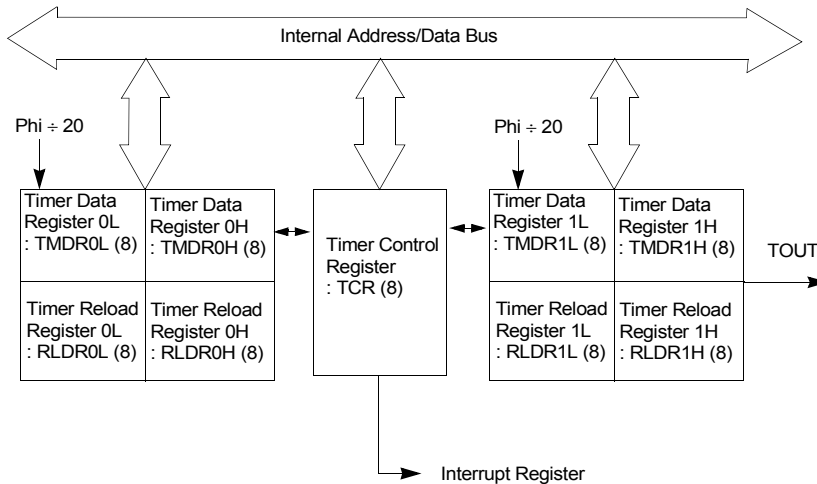 Internal Address/Data Bus
Phi ÷ 20
Phi ÷ 20
Timer Data
Register 0L
: TMDR0L (8)
Timer Data
Register 0H
: TMDR0H (8)
Timer Reload
Register 0L
: RLDR0L (8)
Timer Reload
Register 0H
: RLDR0H (8)
Timer Control
Register
: TCR (8)
Timer Data
Register 1L
: TMDR1L (8)
Timer Data
Register 1H
: TMDR1H (8)
Timer Reload
Register 1L
: RLDR1L (8)
Timer Reload
Register 1H
: RLDR1H (8)
TOUT
Interrupt Register